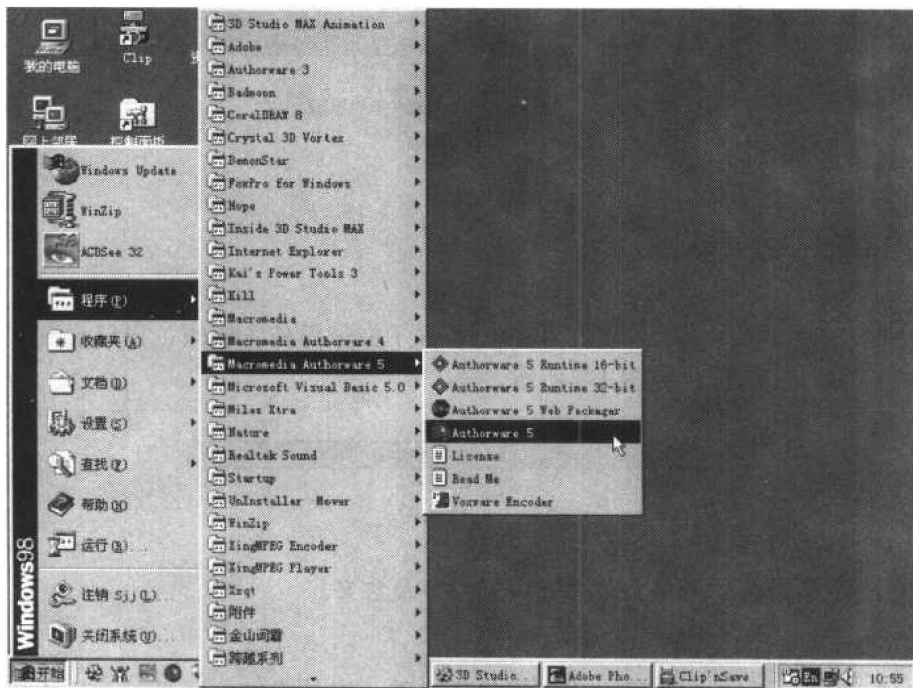 我的电脑
Clip
网上邻居
控制面板
Windows Update
WinZip
ACDSee 32
程序(P)
收藏夹(A)
文档(D)
设置(S)
查找(F)
帮助(H)
运行(R)...
注销 Sjj(L)...
关闭系统(U)...
Windows98
3D Studio MAX Animation
Adobe
Authorware 3
Badmoon
CorelDRAW 8
Crystal 3D Vortex
DemonStar
FoxPro for Windows
Hope
Inside 3D Studio MAX
Internet Explorer
Kai's Power Tools 3
Kill
Macromedia
Macromedia Authorware 4
Macromedia Authorware 5
Microsoft Visual Basic 5.0
Miles Xtra
Nature
Realtek Sound
Startup
UnInstaller Mover
WinZip
XingMPEG Encoder
XingMPEG Player
Xzqt
附件
金山词霸
跨越系列
Authorware 5 Runtime 16-bit
Authorware 5 Runtime 32-bit
Authorware 5 Web Packager
Authorware 5
License
Read Me
Voxware Encoder
开始
3D Studio...
Adobe Pho...
Clip'nSave
En
10:55